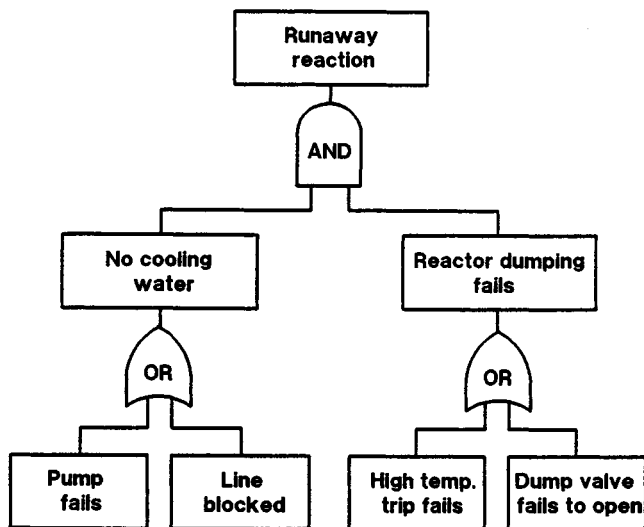 Runaway
reaction
AND
No cooling
water
Reactor dumping
fails
OR
OR
Pump
fails
Line
blocked
High temp.
trip fails
Dump valve
fails to open